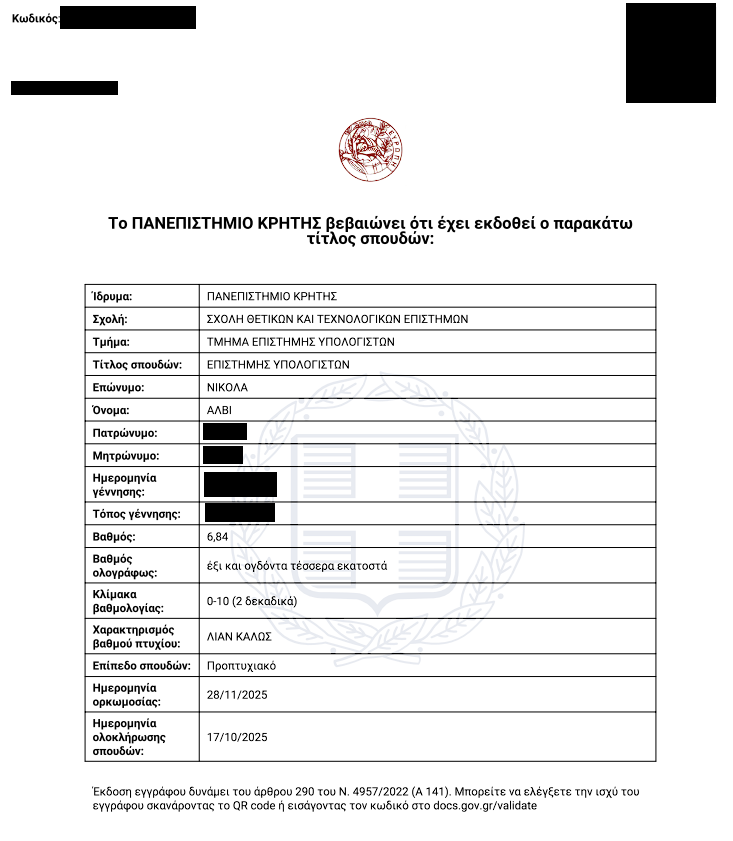 Κωδικός:
ΕΥΡΩΠΗ
Το ΠΑΝΕΠΙΣΤΗΜΙΟ ΚΡΗΤΗΣ βεβαιώνει ότι έχει εκδοθεί ο παρακάτω
τίτλος σπουδών:
Ίδρυμα: ΠΑΝΕΠΙΣΤΗΜΙΟ ΚΡΗΤΗΣ
Σχολή: ΣΧΟΛΗ ΘΕΤΙΚΩΝ ΚΑΙ ΤΕΧΝΟΛΟΓΙΚΩΝ ΕΠΙΣΤΗΜΩΝ
Τμήμα: ΤΜΗΜΑ ΕΠΙΣΤΗΜΗΣ ΥΠΟΛΟΓΙΣΤΩΝ
Τίτλος σπουδών: ΕΠΙΣΤΗΜΗΣ ΥΠΟΛΟΓΙΣΤΩΝ
Επώνυμο: ΝΙΚΟΛΑ
Όνομα: ΑΛΒΙ
Πατρώνυμο:
Μητρώνυμο:
Ημερομηνία
γέννησης:
Τόπος γέννησης:
Βαθμός: 6,84
Βαθμός
ολογράφως: έξι και ογδόντα τέσσερα εκατοστά
Κλίμακα
βαθμολογίας: 0-10 (2 δεκαδικά)
Χαρακτηρισμός
βαθμού πτυχίου: ΛΙΑΝ ΚΑΛΩΣ
Επίπεδο σπουδών: Προπτυχιακό
Ημερομηνία
ορκωμοσίας: 28/11/2025
Ημερομηνία
ολοκλήρωσης 17/10/2025
σπουδών:
Έκδοση εγγράφου δυνάμει του άρθρου 290 του Ν. 4957/2022 (Α 141). Μπορείτε να ελέγξετε την ισχύ του
εγγράφου σκανάροντας το QR code ή εισάγοντας τον κωδικό στο docs.gov.gr/validate